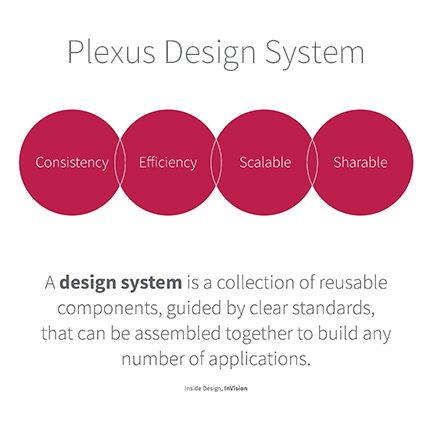 Plexus Design System
Consistency Efficiency Scalable Sharable
A design system is a collection of reusable
components, guided by clear standards,
that can be assembled together to build any
number of applications.
Inside Design, InVision